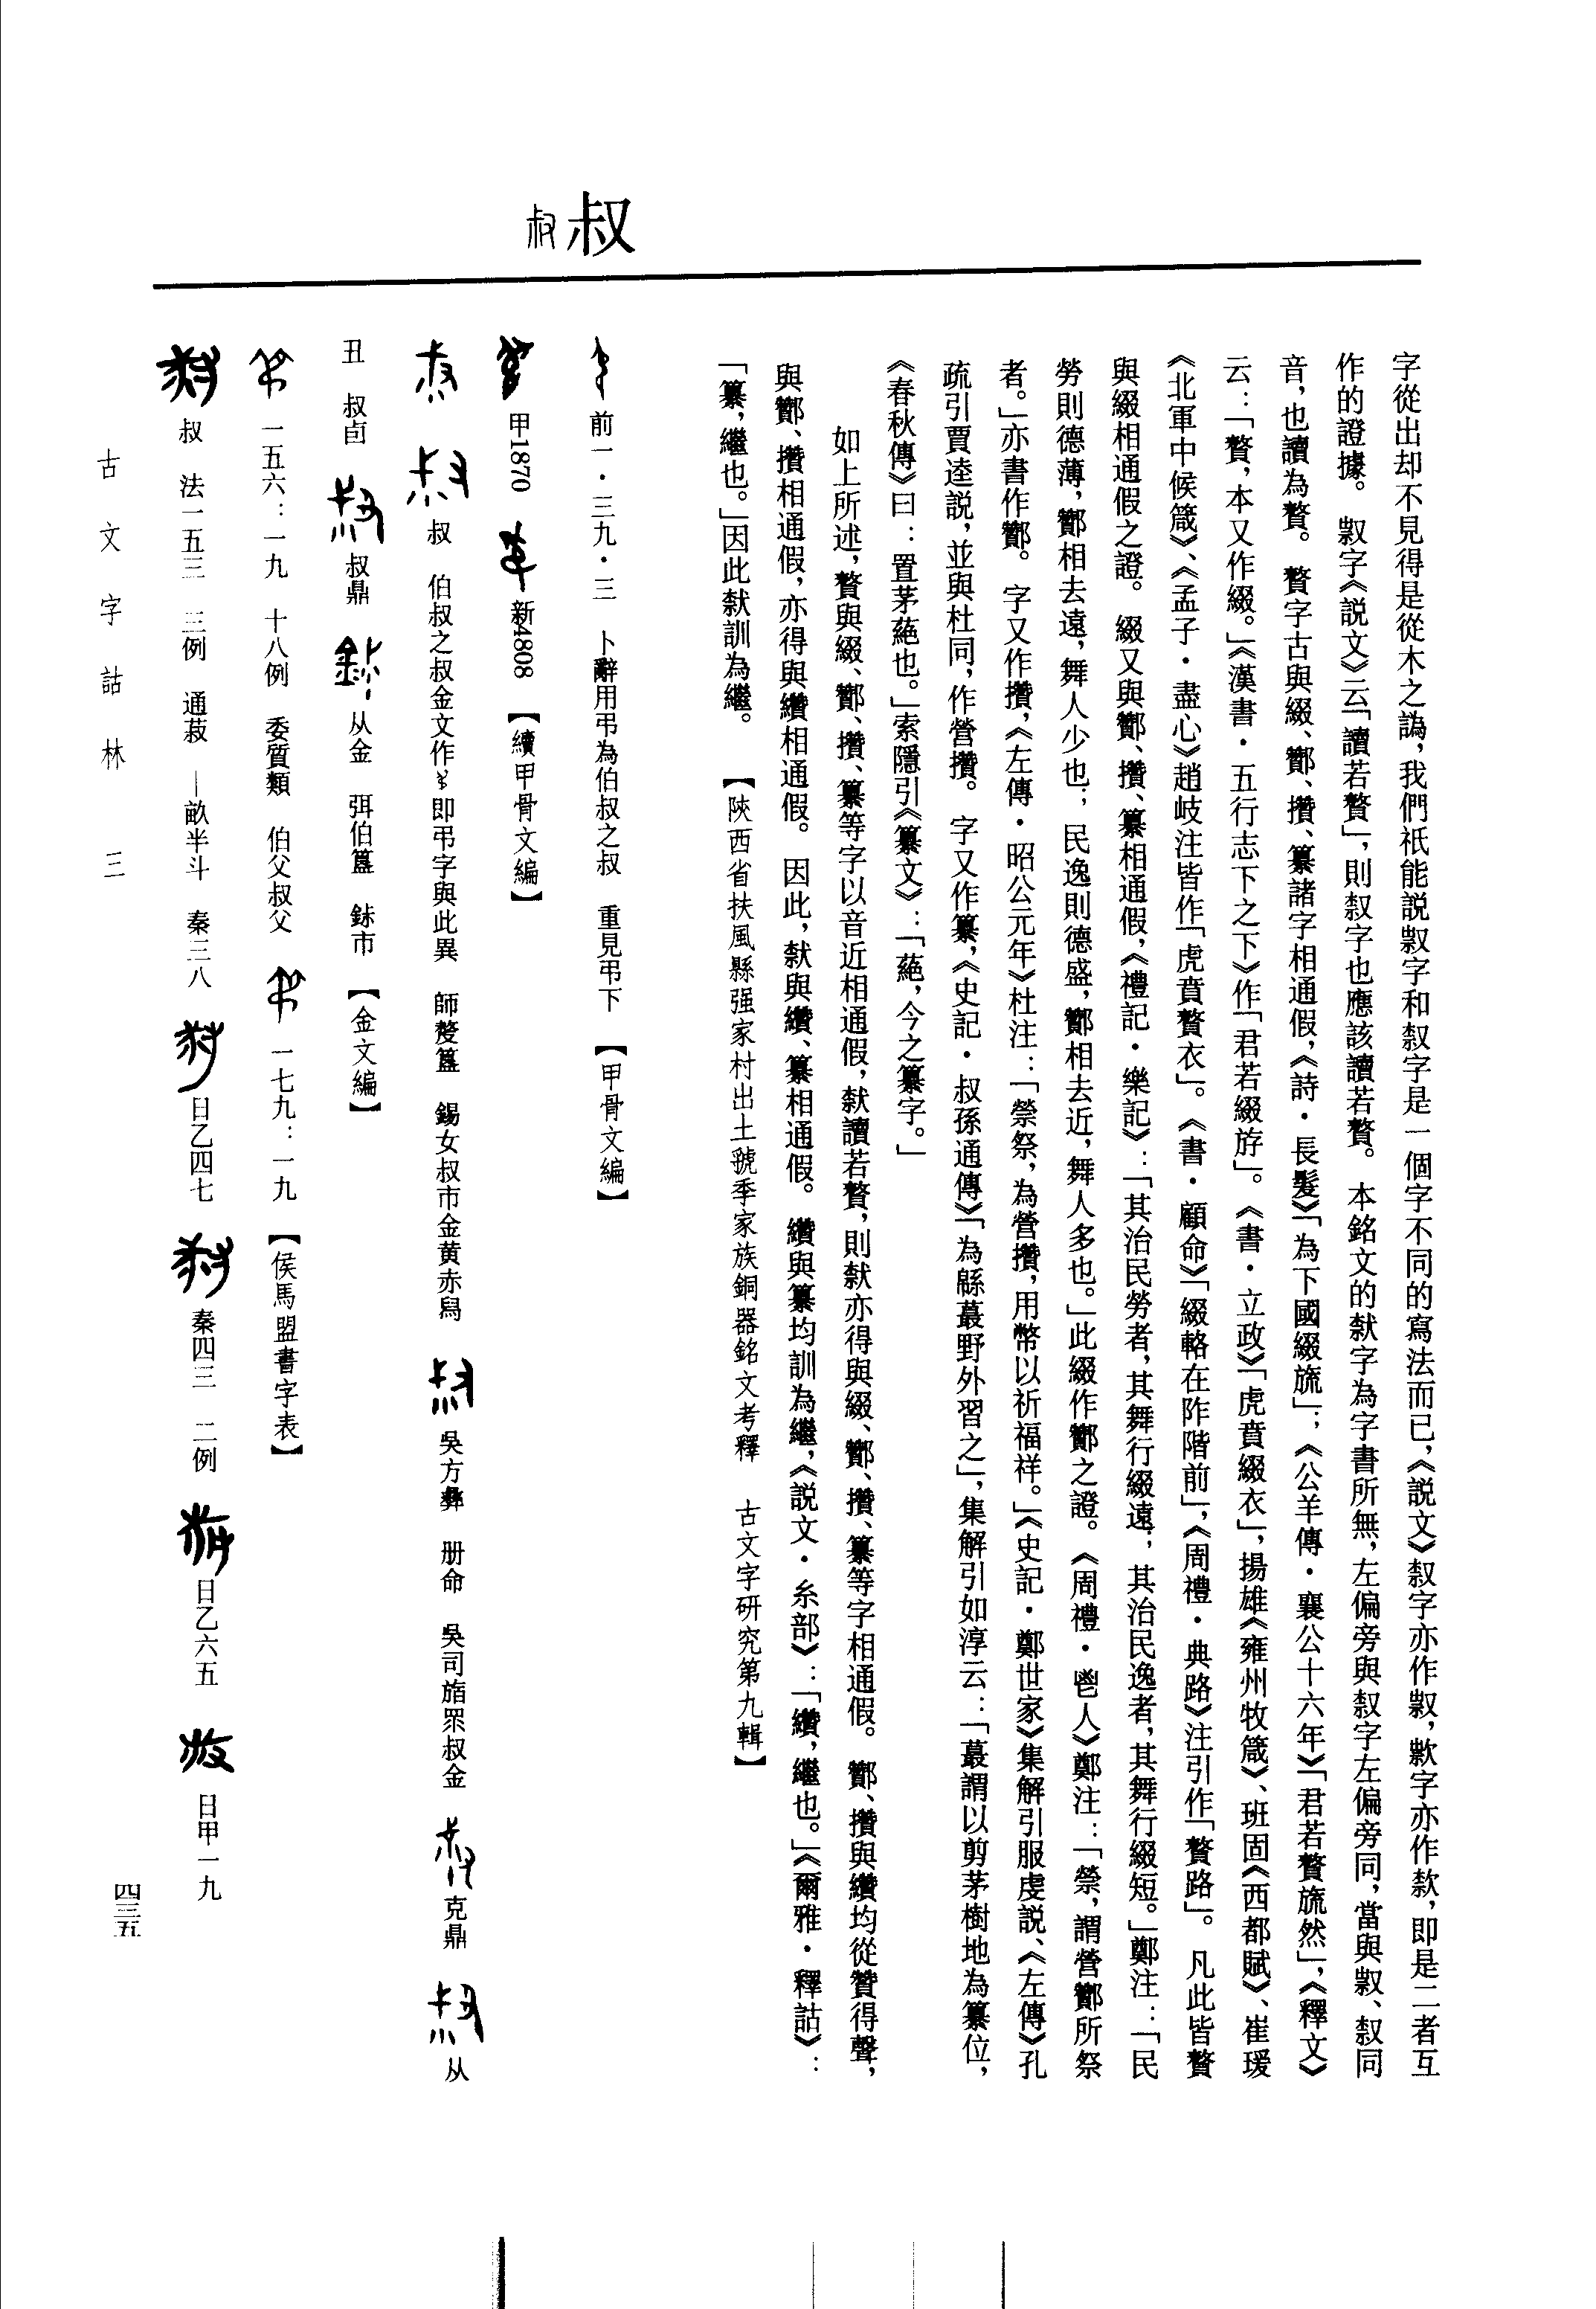 叔
字從出却不見得是從木之譌，我們祇能説㱁字和㕞字是一個字不同的寫法而已，《説文》㕞字亦作㱁，款字亦作欵，即是二者互
作的證據。㱁字《説文》云「讀若贅」，則㕞字也應該讀若贅。本銘文的字為字書所無，左偏旁與㕞字左偏旁同，當與㱁、㕞同
音，也讀為贅。贅字古與綴、酇、攢、纂諸字相通假，《詩·長髮》「為下國綴旒」；《公羊傳·襄公十六年》「君若贅旒然」，《釋文》
云：「贅，本又作綴。」《漢書·五行志下之下》作「君若綴斿」。《書·立政》「虎賁綴衣」，揚雄《雍州牧箴》、班固《西都賦》、崔瑗
《北軍中候箴》、《孟子·盡心》趙岐注皆作「虎賁贅衣」。《書·顧命》「綴輅在阼階前」，《周禮·典路》注引作「贅路」。凡此皆贅
與綴相通假之證。綴又與酇、攢、纂相通假，《禮記·樂記》：「其治民勞者，其舞行綴遠；其治民逸者，其舞行綴短。」鄭注：「民
勞則德薄，酇相去遠，舞人少也；民逸則德盛，酇相去近，舞人多也。」此綴作酇之證。《周禮·鬯人》鄭注：「禜，謂營酇所祭
者。」亦書作酇。字又作攢，《左傳·昭公元年》杜注：「禜祭，為營攢，用幣以祈福祥。」《史記·鄭世家》集解引服虔説、《左傳》孔
疏引賈逵説，並與杜同，作營攢。字又作纂，《史記·叔孫通傳》「為緜蕞野外習之」，集解引如淳云：「蕞謂以剪茅樹地為纂位，
《春秋傳》曰：置茅蕝也。」索隱引《纂文》：「蕝，今之纂字。」
如上所述，贅與綴、酇、攢、纂等字以音近相通假，讀若贅，則亦得與綴、酇、攢、纂等字相通假。酇、攢與纘均從贊得聲，
與酇、攢相通假，亦得與纘相通假。因此，與纘、纂相通假。纘與纂均訓為繼，《説文·糸部》：「纘，繼也。」《爾雅·釋詁》：
「纂，繼也。」因此訓為繼。【陝西省扶風縣强家村出土虢季家族銅器銘文考釋 古文字研究第九輯】
前一·三九·三 卜辭用弔為伯叔之叔 重見弔下 【甲骨文編】
甲1870 新4808 【續甲骨文編】
叔 伯叔之叔金文作 即弔字與此異 師𠩺簋 錫女叔市金黄赤舄 吳方彝 册命 吳司旂眔叔金 克鼎 从
丑 叔卣 叔鼎 从金 弭伯簋 鉥市 【金文編】
一五六：一九 十八例 委質類 伯父叔父 一七九：一九 【侯馬盟書字表】
叔 法一五三 三例 通菽 ｜畝半斗 秦三八 日乙四七 秦四三 二例 日乙六五 日甲一九
古文字詁林 三
四三五